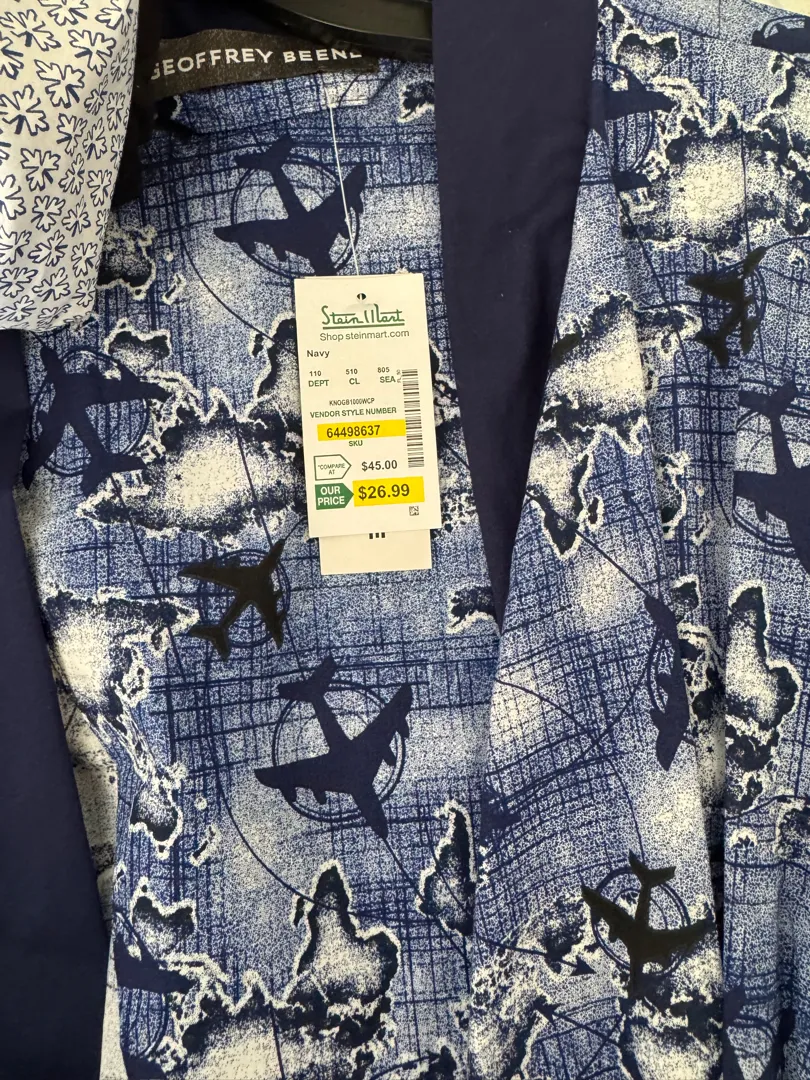 GEOFFREY BEENE
Stein Mart
Shop steinmart.com
Navy
110 510 805
DEPT CL SEA
KNOGB1000WCP
VENDOR STYLE NUMBER
64498637
SKU
*COMPARE AT $45.00
OUR PRICE $26.99